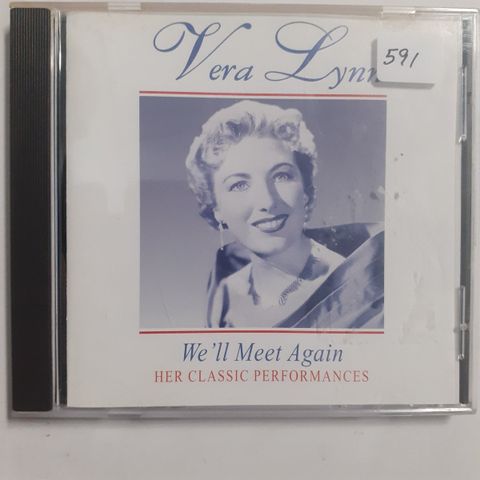 Vera Lynn
591
We'll Meet Again
HER CLASSIC PERFORMANCES